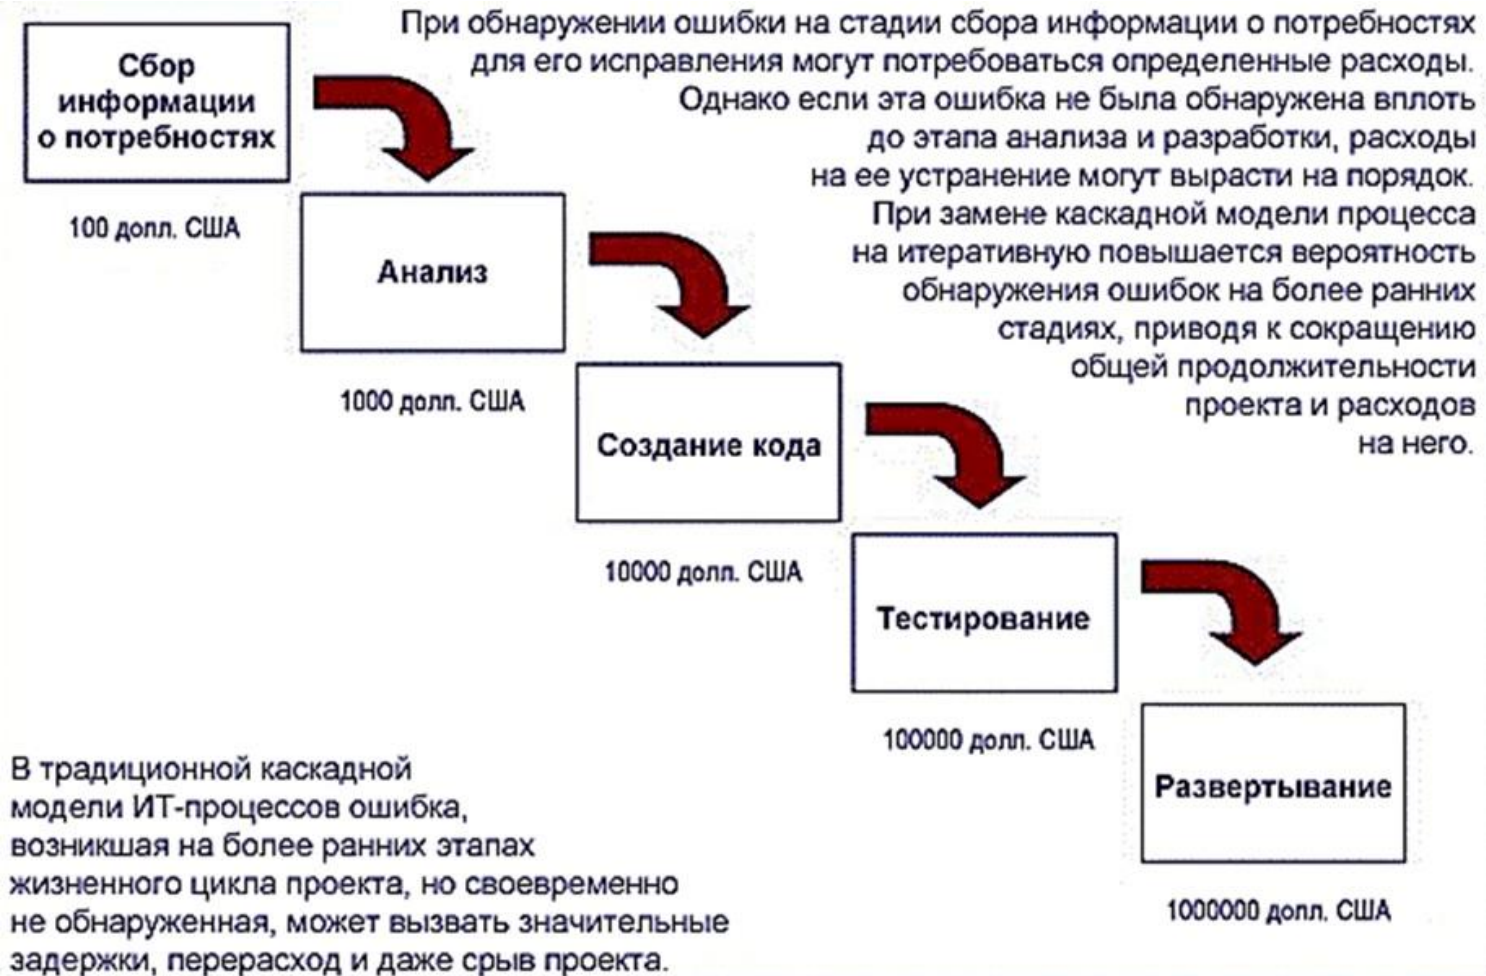 При обнаружении ошибки на стадии сбора информации о потребностях
для его исправления могут потребоваться определенные расходы.
Однако если эта ошибка не была обнаружена вплоть
до этапа анализа и разработки, расходы
на ее устранение могут вырасти на порядок.
При замене каскадной модели процесса
на итеративную повышается вероятность
обнаружения ошибок на более ранних
стадиях, приводя к сокращению
общей продолжительности
проекта и расходов
на него.
Сбор
информации
о потребностях
100 долл. США
Анализ
1000 долл. США
Создание кода
10000 долл. США
Тестирование
100000 долл. США
Развертывание
1000000 долл. США
В традиционной каскадной
модели ИТ-процессов ошибка,
возникшая на более ранних этапах
жизненного цикла проекта, но своевременно
не обнаруженная, может вызвать значительные
задержки, перерасход и даже срыв проекта.